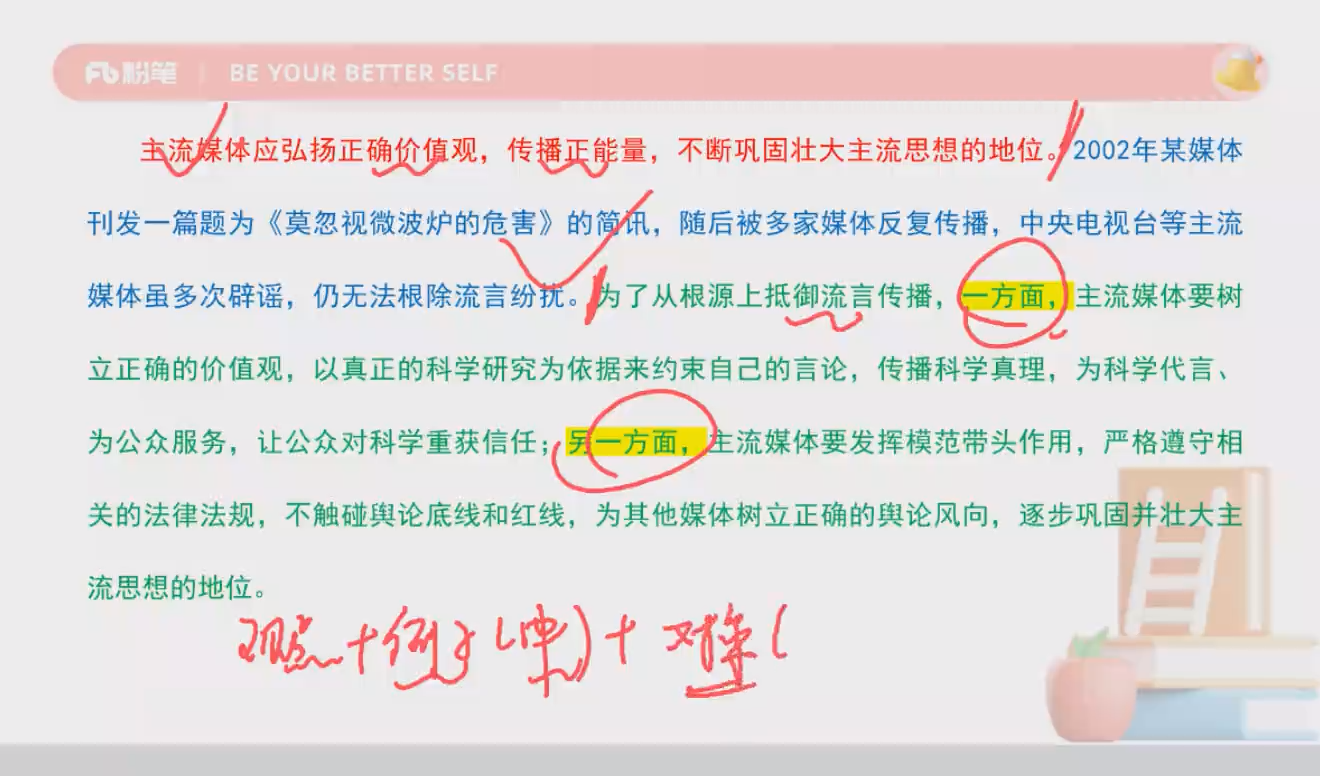 粉笔 BE YOUR BETTER SELF
主流媒体应弘扬正确价值观，传播正能量，不断巩固壮大主流思想的地位。2002年某媒体
刊发一篇题为《莫忽视微波炉的危害》的简讯，随后被多家媒体反复传播，中央电视台等主流
媒体虽多次辟谣，仍无法根除流言纷扰。为了从根源上抵御流言传播，一方面，主流媒体要树
立正确的价值观，以真正的科学研究为依据来约束自己的言论，传播科学真理，为科学代言、
为公众服务，让公众对科学重获信任；另一方面，主流媒体要发挥模范带头作用，严格遵守相
关的法律法规，不触碰舆论底线和红线，为其他媒体树立正确的舆论风向，逐步巩固并壮大主
流思想的地位。
观点+例子( )+对策(